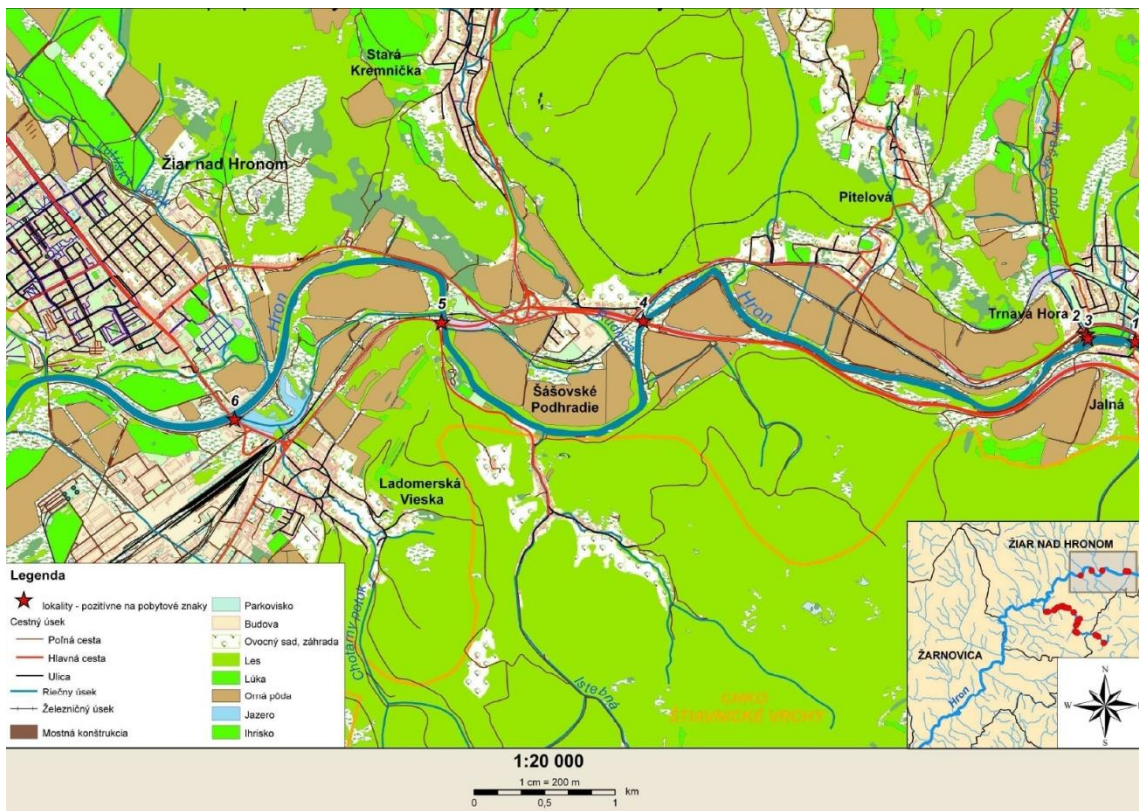 Stará
Kremnička
Žiar nad Hronom
Lutilský potok
Pitelová
Hron
5
4
Hron
Trnavá Hora
2 3
1
Jalná
Šášovské
Podhradie
6
Ladomerská
Vieska
Chotárny potok
Istebná
ŠTIAVNICKÉ VRCHY
Legenda
lokality - pozitívne na pobytové znaky
Cestný úsek
Poľná cesta
Hlavná cesta
Ulica
Riečny úsek
Železničný úsek
Mostná konštrukcia
Parkovisko
Budova
Ovocný sad, záhrada
Les
Lúka
Orná pôda
Jazero
Ihrisko
ŽIAR NAD HRONOM
ŽARNOVICA
Hron
N
W
E
S
1:20 000
1 cm = 200 m
km
0
0,5
1